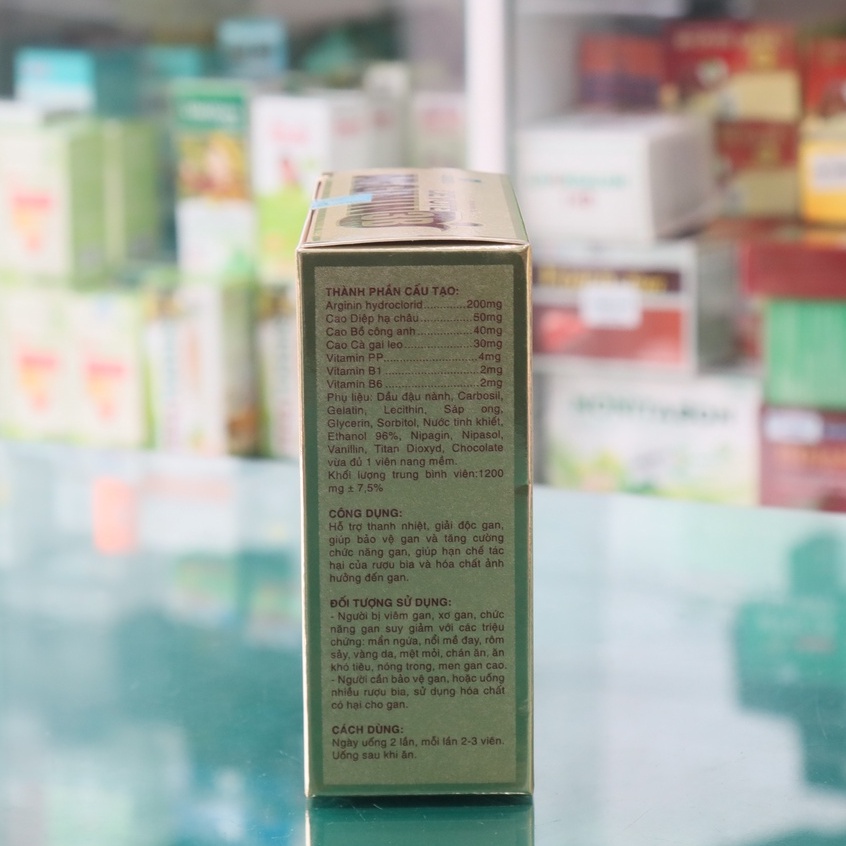 THÀNH PHẦN CẤU TẠO:
Arginin hydroclorid.............200mg
Cao Diệp hạ châu................50mg
Cao Bồ công anh.................40mg
Cao Cà gai leo.....................30mg
Vitamin PP..........................4mg
Vitamin B1..........................2mg
Vitamin B6..........................2mg
Phụ liệu: Dầu đậu nành, Carbosil,
Gelatin, Lecithin, Sáp ong,
Glycerin, Sorbitol, Nước tinh khiết,
Ethanol 96%, Nipagin, Nipasol,
Vanillin, Titan Dioxyd, Chocolate
vừa đủ 1 viên nang mềm.
Khối lượng trung bình viên:1200
mg ± 7,5%
CÔNG DỤNG:
Hỗ trợ thanh nhiệt, giải độc gan,
giúp bảo vệ gan và tăng cường
chức năng gan, giúp hạn chế tác
hại của rượu bia và hóa chất ảnh
hưởng đến gan.
ĐỐI TƯỢNG SỬ DỤNG:
- Người bị viêm gan, xơ gan, chức
năng gan suy giảm với các triệu
chứng: mẩn ngứa, nổi mề đay, rôm
sảy, vàng da, mệt mỏi, chán ăn, ăn
khó tiêu, nóng trong, men gan cao.
- Người cần bảo vệ gan, hoặc uống
nhiều rượu bia, sử dụng hóa chất
có hại cho gan.
CÁCH DÙNG:
Ngày uống 2 lần, mỗi lần 2-3 viên.
Uống sau khi ăn.